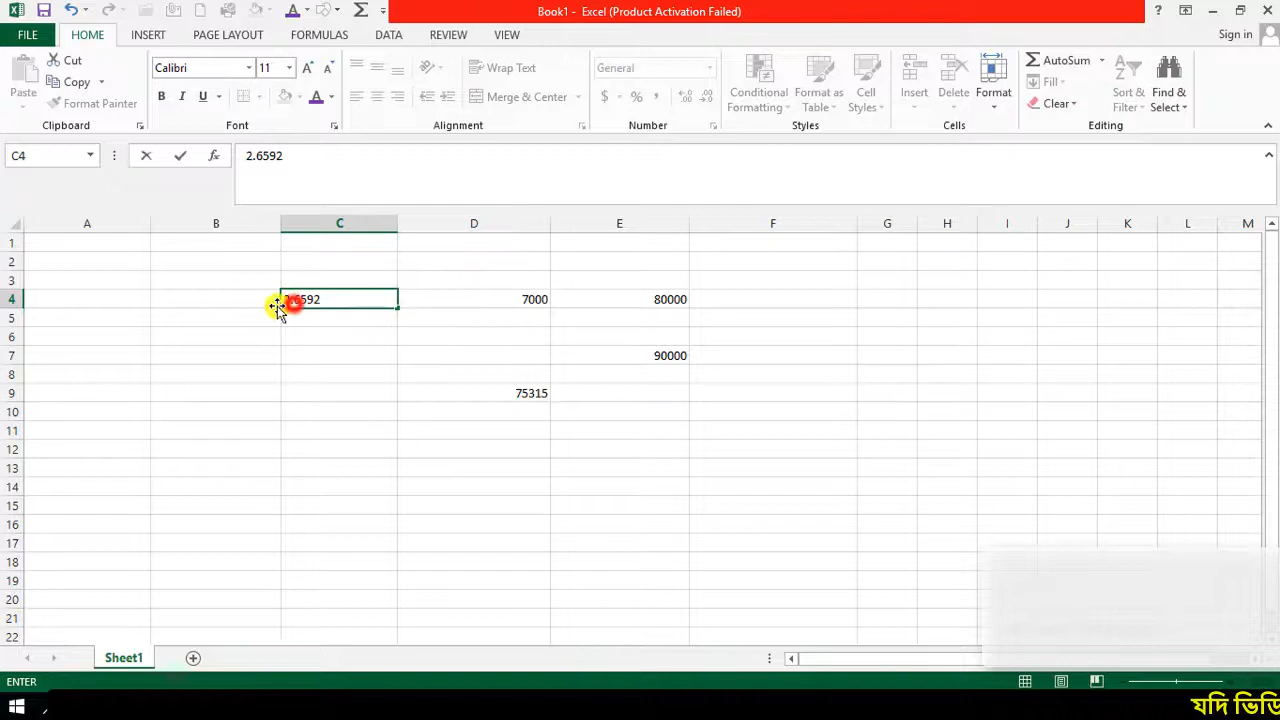 Book1 - Excel (Product Activation Failed)
?
FILE
HOME
INSERT
PAGE LAYOUT
FORMULAS
DATA
REVIEW
VIEW
Sign in
Paste
Cut
Copy
Format Painter
Clipboard
Calibri
11
B
I
U
Font
Wrap Text
Merge & Center
Alignment
General
$ %
Number
Conditional Formatting
Format as Table
Cell Styles
Styles
Insert
Delete
Format
Cells
AutoSum
Fill
Clear
Sort & Filter
Find & Select
Editing
C4
fx
2.6592
A B C D E F G H I J K L M
1
2
3
4 7000 80000
5
6
7 90000
8
9 75315
10
11
12
13
14
15
16
17
18
19
20
21
22
Sheet1
ENTER
যদি ভিডি